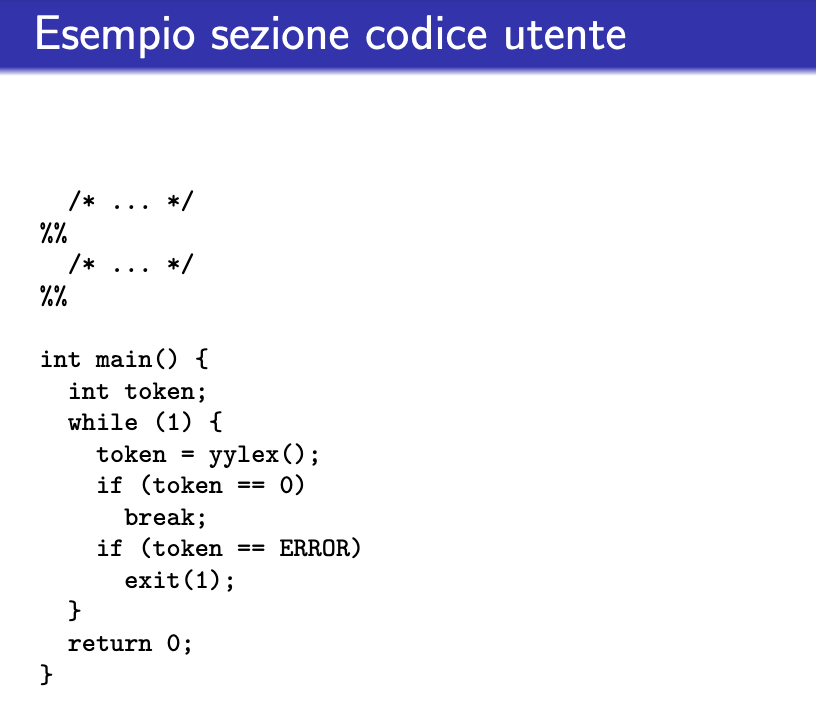 Esempio sezione codice utente
  /* ... */
%%
  /* ... */
%%
int main() {
  int token;
  while (1) {
    token = yylex();
    if (token == 0)
      break;
    if (token == ERROR)
      exit(1);
  }
  return 0;
}